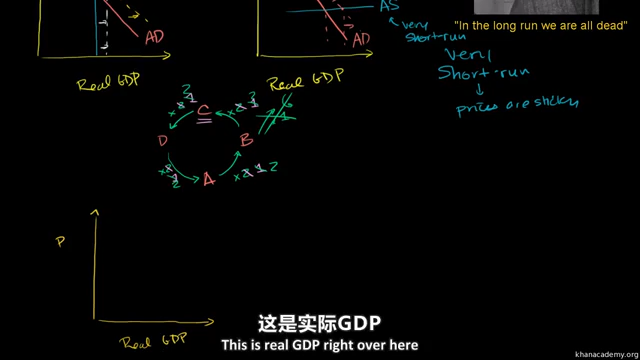 AS
very
short-run
"In the long run we are all dead"
AD
AD
Real GDP
Real GDP
very
short-run
↓
prices are sticky
C
D
B
A
P
Real GDP
这是实际GDP
This is real GDP right over here
khanacademy.org